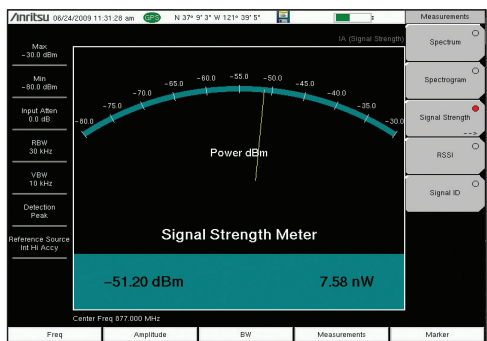 Anritsu 06/24/2009 11:31:28 am GPS N 37° 9' 3" W 121° 39' 5"
Measurements
IA (Signal Strength)
Max
-30.0 dBm
Min
-80.0 dBm
Input Atten
0.0 dB
RBW
30 kHz
VBW
10 kHz
Detection
Peak
Reference Source
Int Hi Accy
-80.0 -75.0 -70.0 -65.0 -60.0 -55.0 -50.0 -45.0 -40.0 -35.0 -30.0
Power dBm
Signal Strength Meter
-51.20 dBm 7.58 nW
Center Freq 877.000 MHz
Spectrum
Spectrogram
Signal Strength
-->
RSSI
Signal ID
Freq Amplitude BW Measurements Marker